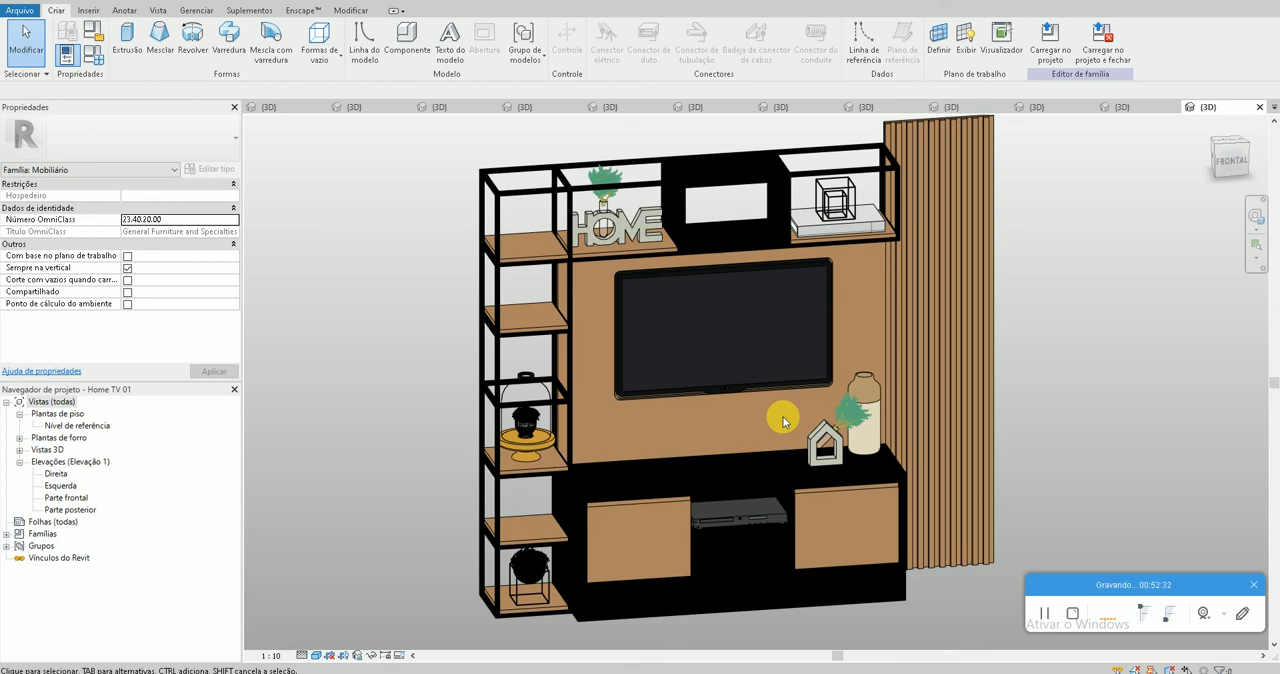 Arquivo Criar Inserir Anotar Vista Gerenciar Suplementos Enscape™ Modificar
Modificar
Selecionar
Propriedades
Extrusão Mesclar Revolver Varredura Mescla com varredura Formas de vazio
Formas
Linha do modelo Componente Texto do modelo Abertura Grupo de modelos
Modelo
Controle
Controle
Conector elétrico Conector de duto Conector de tubulação Badeja de conector de cabos Conector do conduíte
Conectores
Linha de referência Plano de referência
Dados
Definir Exibir Visualizador
Plano de trabalho
Carregar no projeto Carregar no projeto e fechar
Editor de família
Propriedades
{3D} {3D} {3D} {3D} {3D} {3D} {3D} {3D} {3D} {3D} {3D} {3D}
R
Família: Mobiliário Editar tipo
Restrições
Hospedeiro
Dados de identidade
Número OmniClass 23.40.20.00
Título OmniClass General Furniture and Specialties
Outros
Com base no plano de trabalho
Sempre na vertical
Corte com vazios quando carr...
Compartilhado
Ponto de cálculo do ambiente
Ajuda de propriedades Aplicar
Navegador de projeto - Home TV 01
Vistas (todas)
Plantas de piso
Nível de referência
Plantas de forro
Vistas 3D
Elevações (Elevação 1)
Direita
Esquerda
Parte frontal
Parte posterior
Folhas (todas)
Famílias
Grupos
Vínculos do Revit
FRONTAL
HOME
Gravando... 00:52:32
Ativar o Windows
1 : 10
Clique para selecionar, TAB para alternativas, CTRL adiciona, SHIFT cancela a seleção.
:0